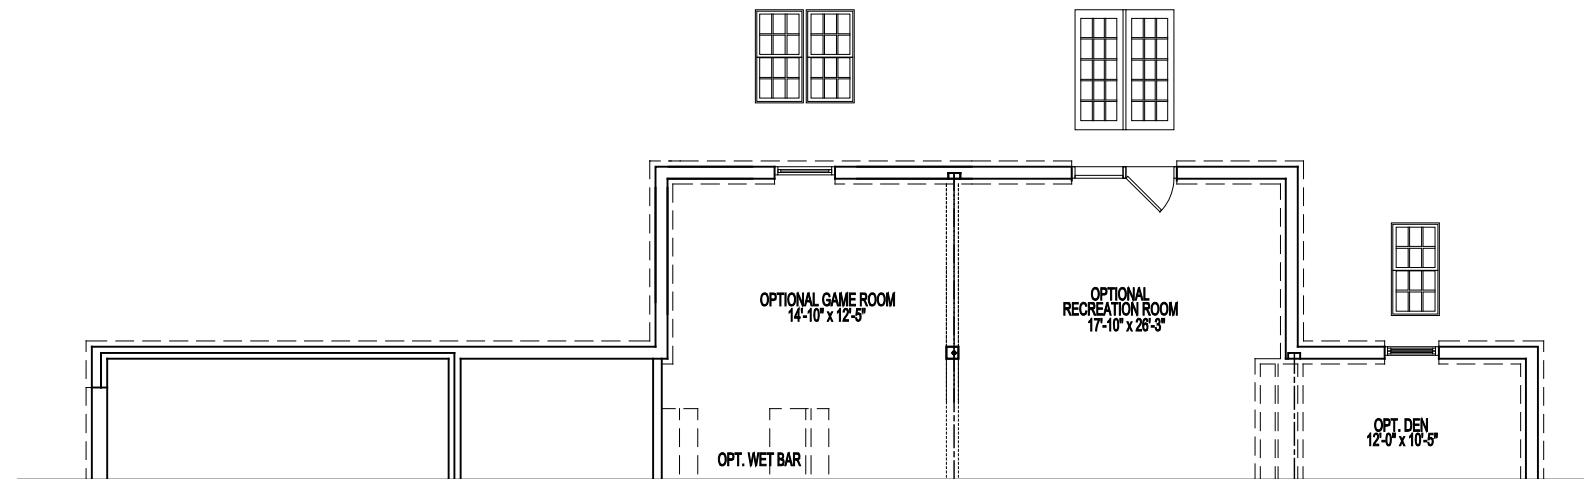 OPTIONAL GAME ROOM
14'-10" x 12'-5"
OPTIONAL
RECREATION ROOM
17'-10" x 26'-3"
OPT. DEN
12'-0" x 10'-5"
OPT. WET BAR